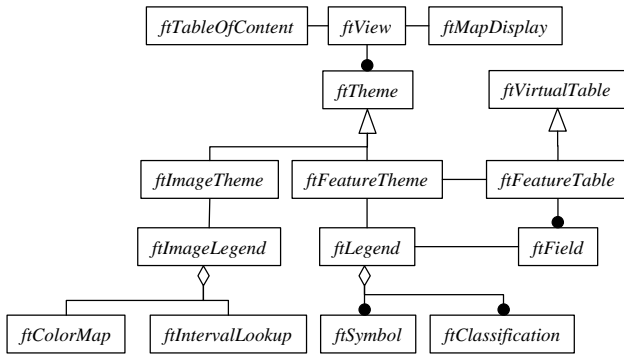 ftTableOfContent
ftView
ftMapDisplay
ftTheme
ftVirtualTable
ftImageTheme
ftFeatureTheme
ftFeatureTable
ftImageLegend
ftLegend
ftField
ftColorMap
ftIntervalLookup
ftSymbol
ftClassification